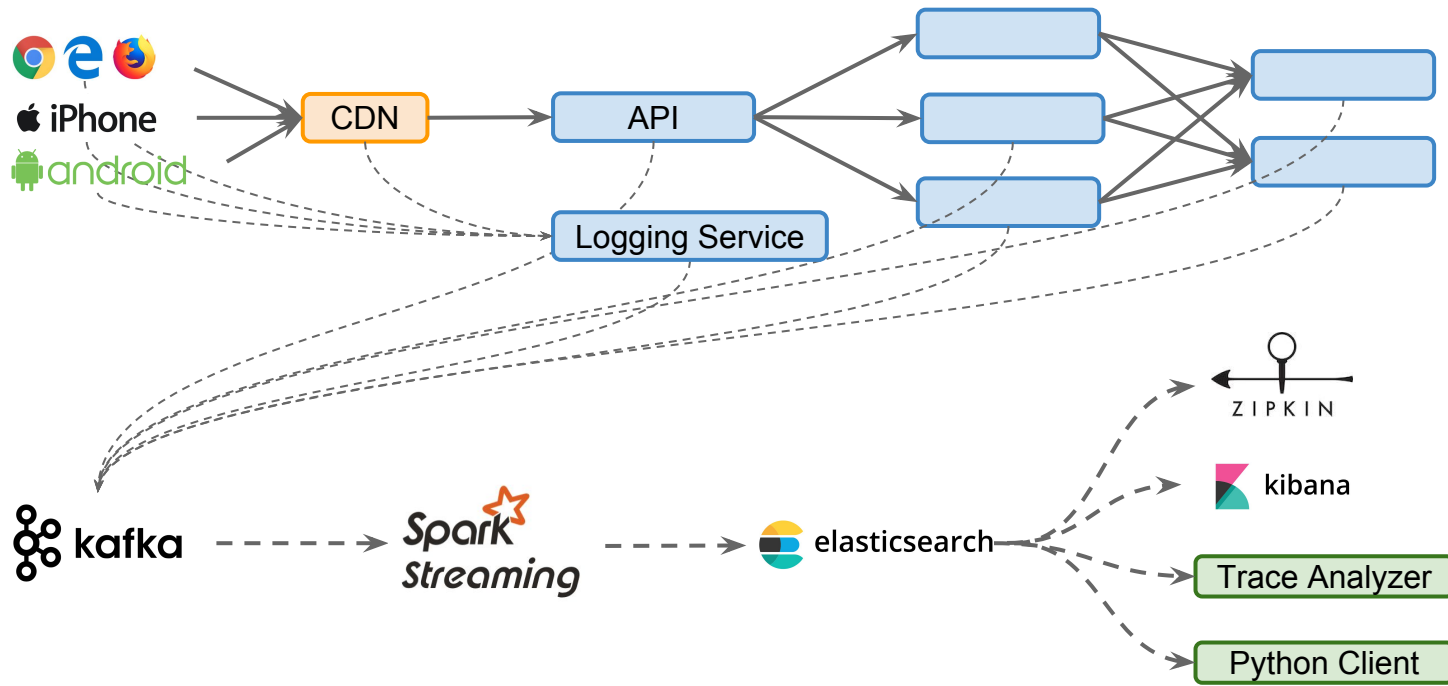 iPhone
android
CDN
API
Logging Service
ZIPKIN
kibana
kafka
Spark
Streaming
elasticsearch
Trace Analyzer
Python Client